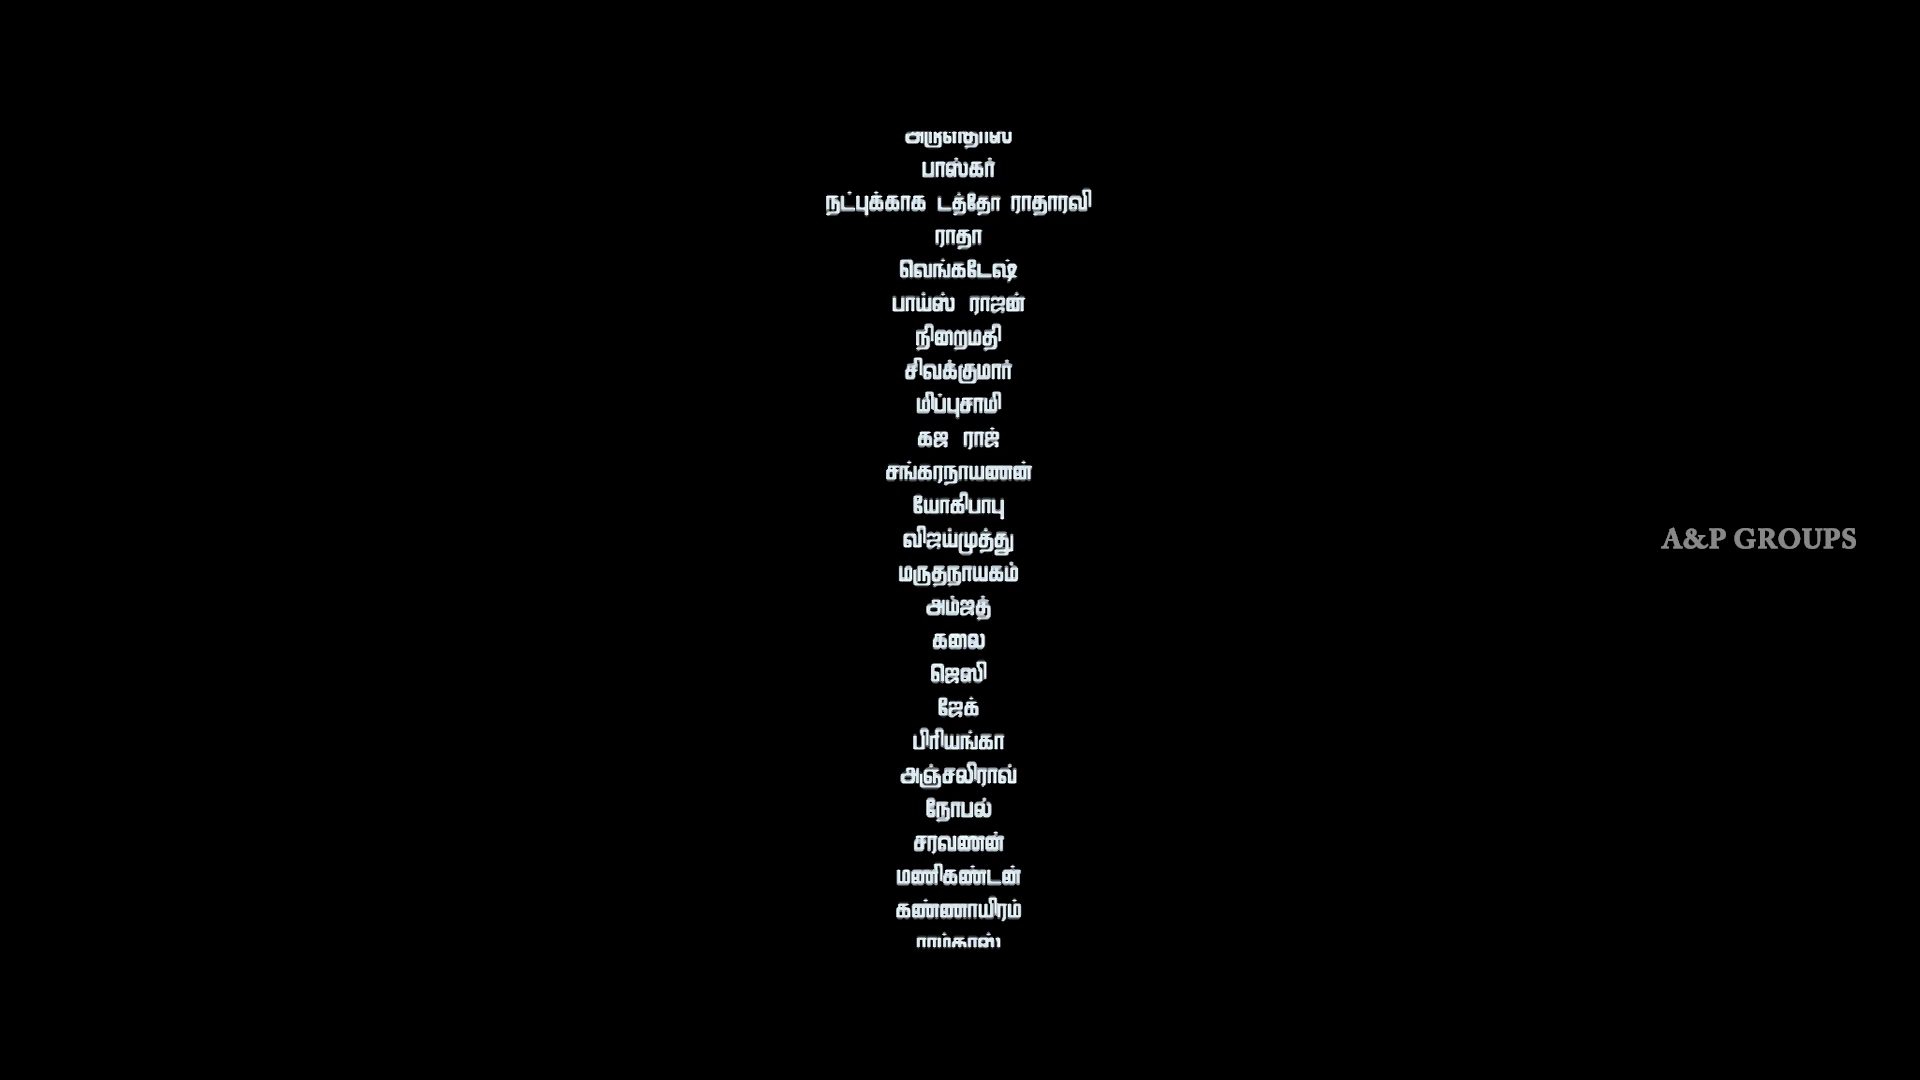 அருள்தாஸ்
பாஸ்கர்
நட்புக்காக டத்தோ ராதாரவி
ராதா
வெங்கடேஷ்
பாய்ஸ் ராஜன்
நிறைமதி
சிவக்குமார்
மிப்புசாமி
கஜ ராஜ்
சங்கரநாயணன்
யோகிபாபு
விஜய்முத்து
மருதநாயகம்
அம்ஜத்
கலை
ஜெஸி
ஜேக்
பிரியங்கா
அஞ்சலிராவ்
நோபல்
சரவணன்
மணிகண்டன்
கண்ணாயிரம்
A&P GROUPS